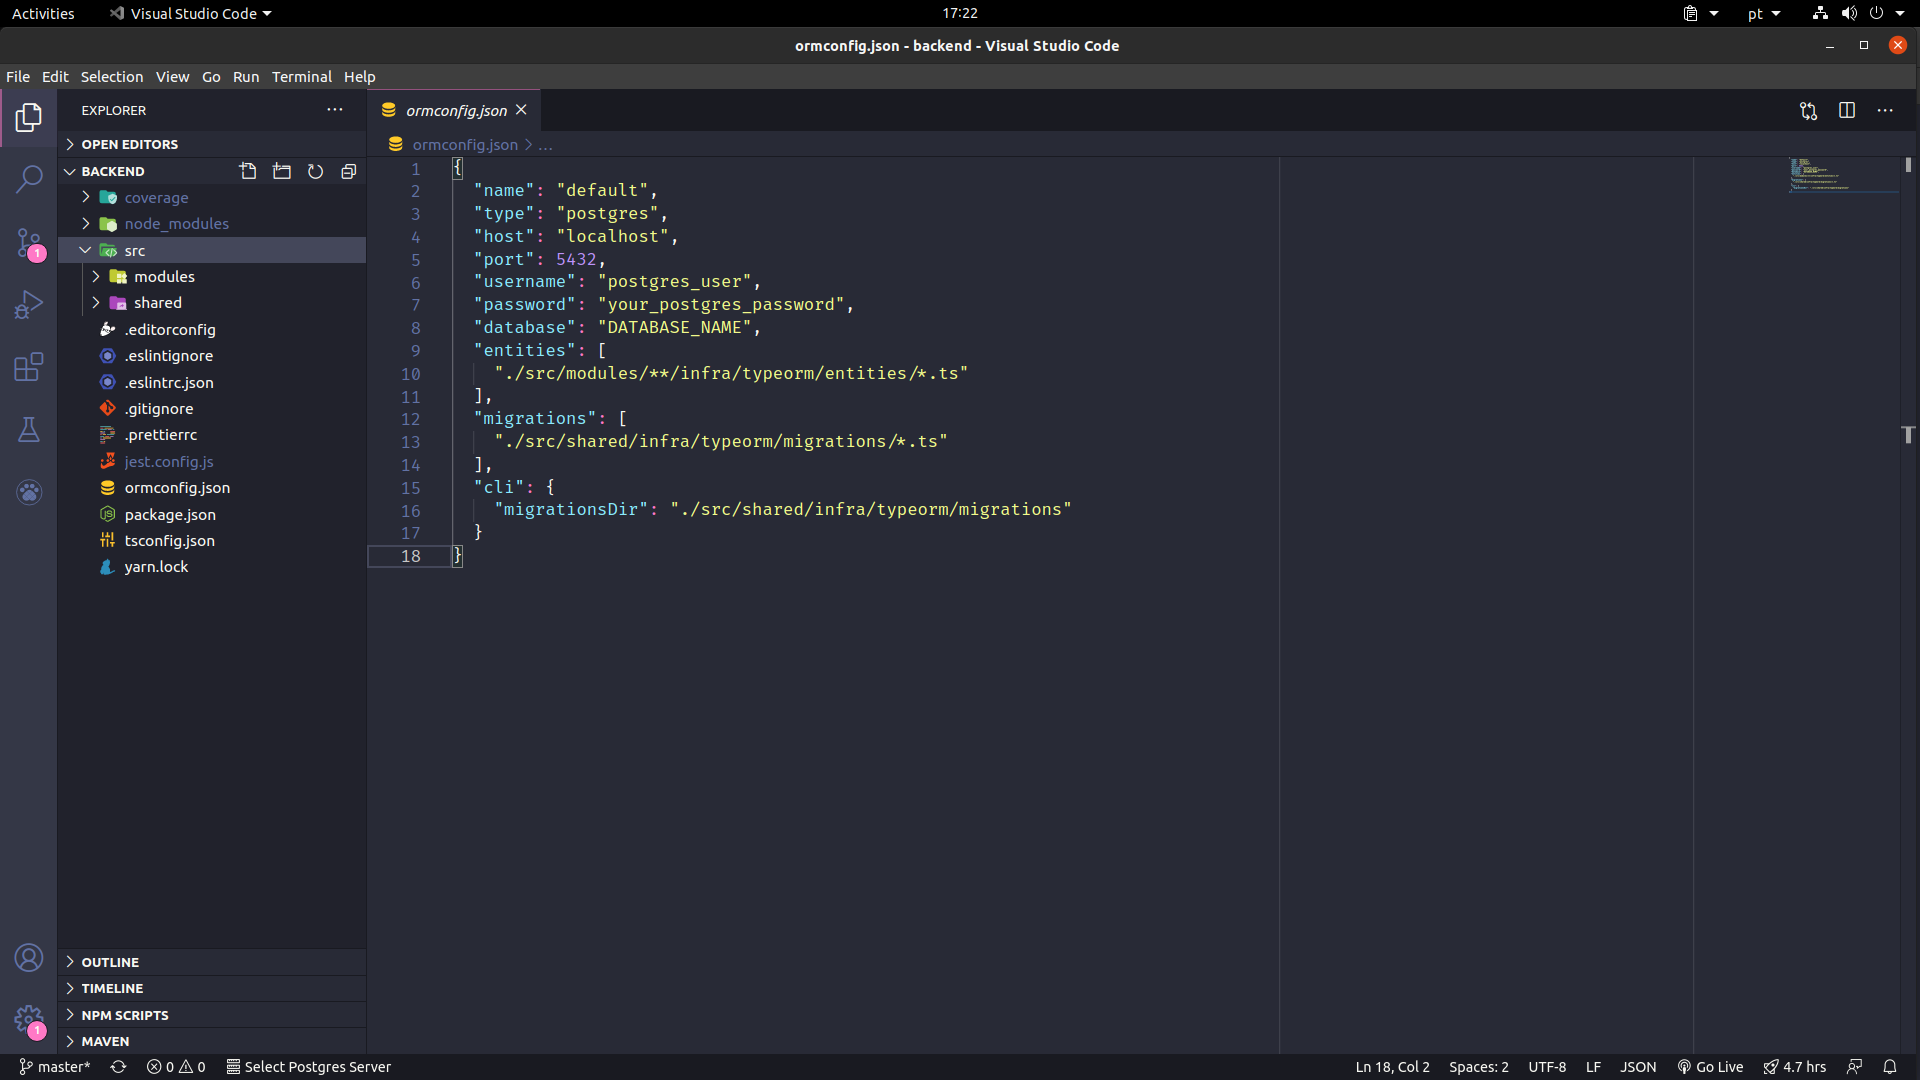 Activities
Visual Studio Code
17:22
pt
ormconfig.json - backend - Visual Studio Code
File Edit Selection View Go Run Terminal Help
EXPLORER
OPEN EDITORS
BACKEND
coverage
node_modules
src
modules
shared
.editorconfig
.eslintignore
.eslintrc.json
.gitignore
.prettierrc
jest.config.js
ormconfig.json
package.json
tsconfig.json
yarn.lock
OUTLINE
TIMELINE
NPM SCRIPTS
MAVEN
1
1
ormconfig.json
ormconfig.json > ...
1 {
2 "name": "default",
3 "type": "postgres",
4 "host": "localhost",
5 "port": 5432,
6 "username": "postgres_user",
7 "password": "your_postgres_password",
8 "database": "DATABASE_NAME",
9 "entities": [
10 "./src/modules/**/infra/typeorm/entities/*.ts"
11 ],
12 "migrations": [
13 "./src/shared/infra/typeorm/migrations/*.ts"
14 ],
15 "cli": {
16 "migrationsDir": "./src/shared/infra/typeorm/migrations"
17 }
18 }
master* 0 0 Select Postgres Server
Ln 18, Col 2 Spaces: 2 UTF-8 LF JSON Go Live 4.7 hrs